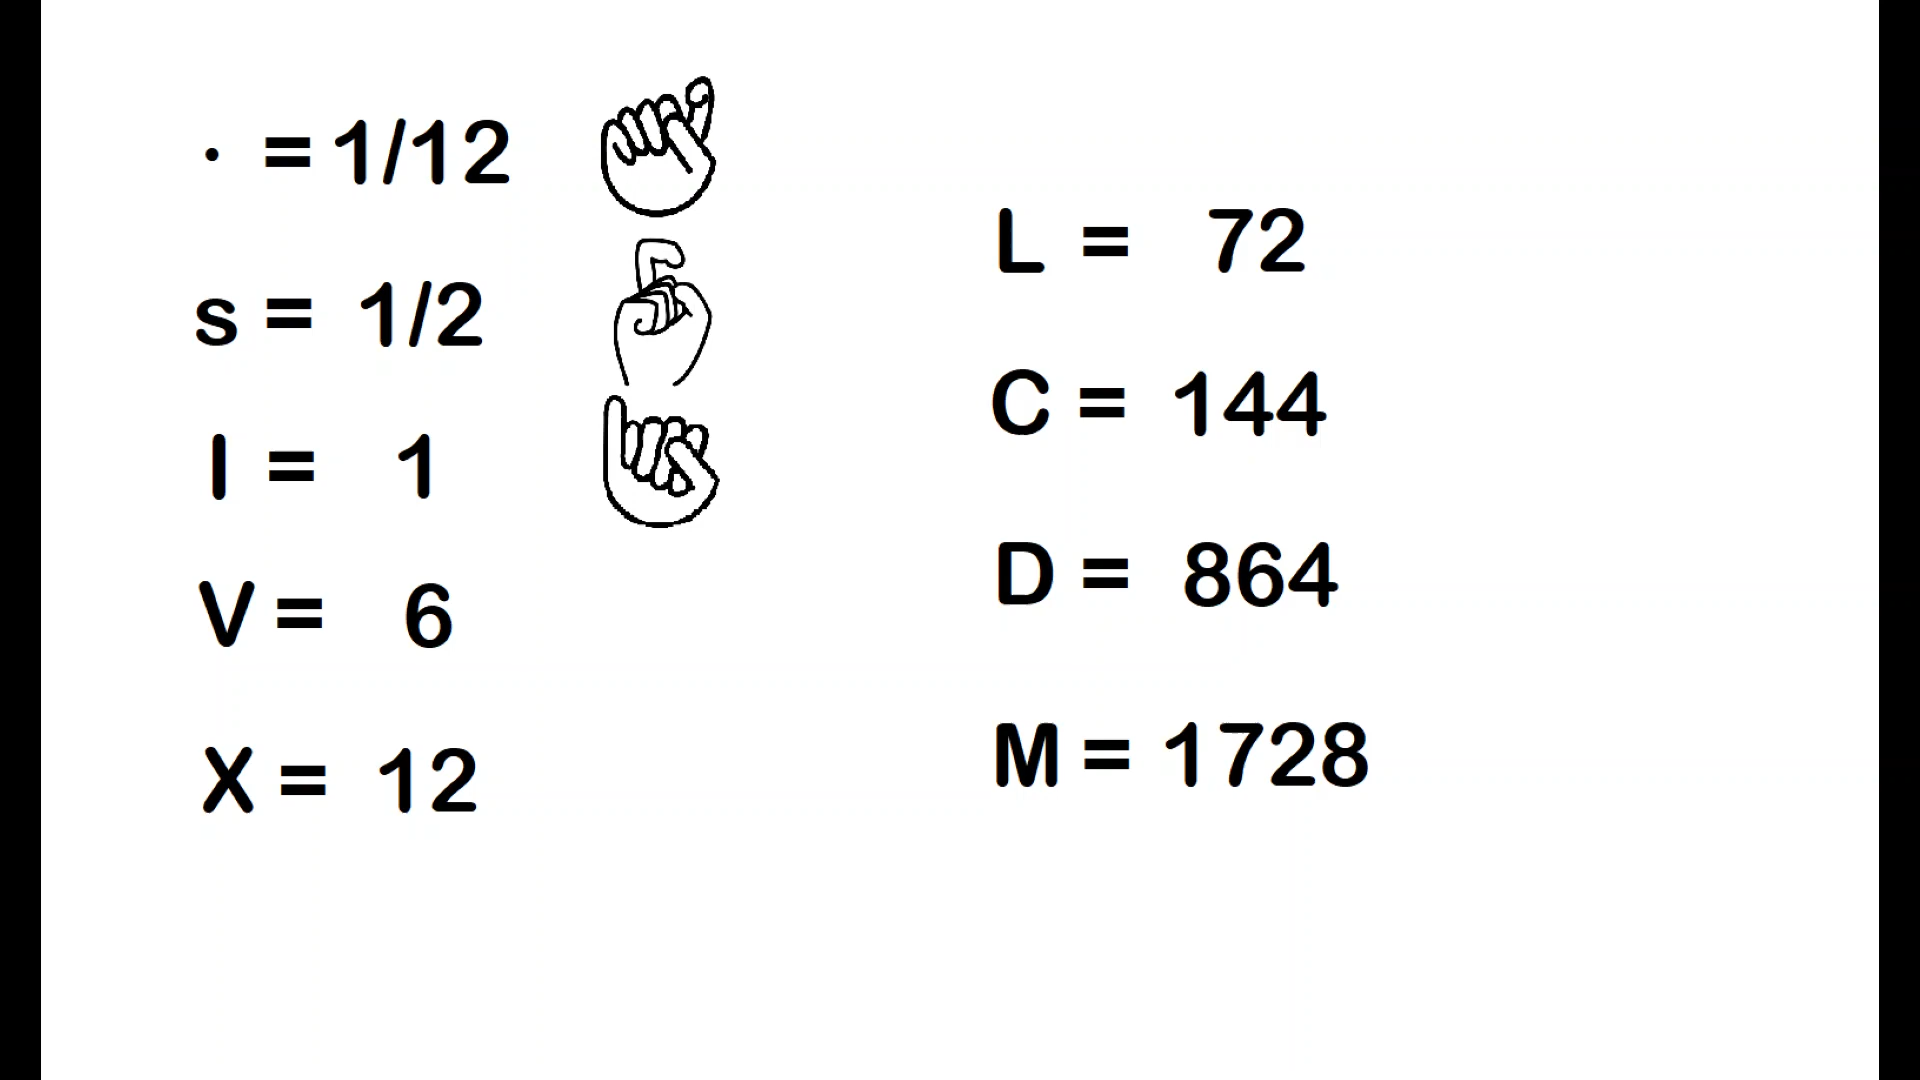 · = 1/12
s = 1/2
I = 1
V = 6
X = 12
L = 72
C = 144
D = 864
M = 1728